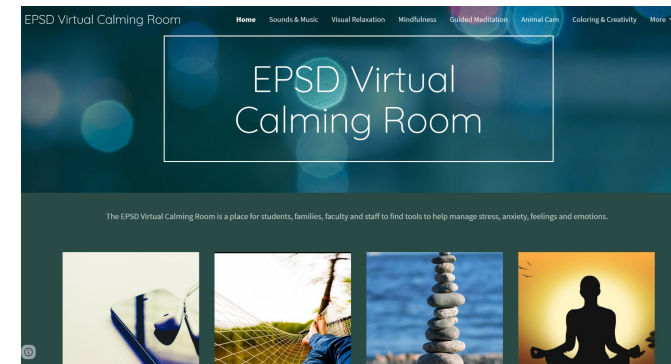 EPSD Virtual Calming Room
Home Sounds & Music Visual Relaxation Mindfulness Guided Meditation Animal Cam Coloring & Creativity More
EPSD Virtual
Calming Room
The EPSD Virtual Calming Room is a place for students, families, faculty and staff to find tools to help manage stress, anxiety, feelings and emotions.